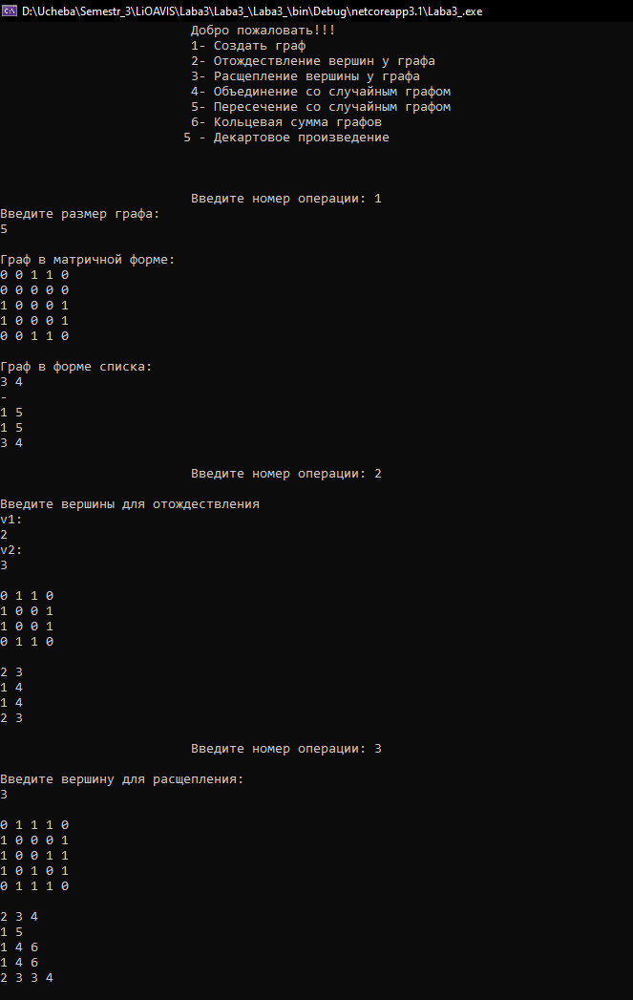 D:\Ucheba\Semestr_3\LiOAVIS\Laba3\Laba3_\Laba3_\bin\Debug\netcoreapp3.1\Laba3_.exe
Добро пожаловать!!!
1- Создать граф
2- Отождествление вершин у графа
3- Расщепление вершины у графа
4- Объединение со случайным графом
5- Пересечение со случайным графом
6- Кольцевая сумма графов
5 - Декартовое произведение
Введите номер операции: 1
Введите размер графа:
5
Граф в матричной форме:
0 0 1 1 0
0 0 0 0 0
1 0 0 0 1
1 0 0 0 1
0 0 1 1 0
Граф в форме списка:
3 4
-
1 5
1 5
3 4
Введите номер операции: 2
Введите вершины для отождествления
v1:
2
v2:
3
0 1 1 0
1 0 0 1
1 0 0 1
0 1 1 0
2 3
1 4
1 4
2 3
Введите номер операции: 3
Введите вершину для расщепления:
3
0 1 1 1 0
1 0 0 0 1
1 0 0 1 1
1 0 1 0 1
0 1 1 1 0
2 3 4
1 5
1 4 6
1 4 6
2 3 3 4